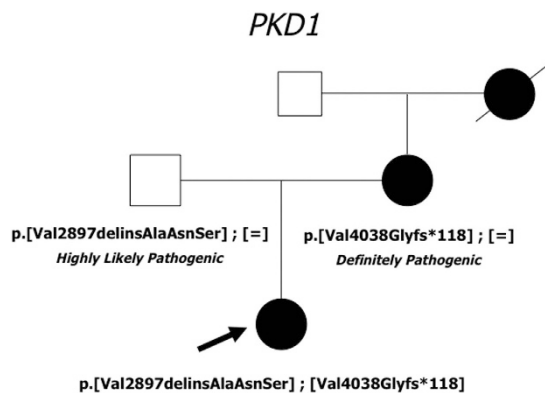 PKD1
p.[Val2897delinsAlaAsnSer] ; [=]
Highly Likely Pathogenic
p.[Val4038Glyfs*118] ; [=]
Definitely Pathogenic
p.[Val2897delinsAlaAsnSer] ; [Val4038Glyfs*118]